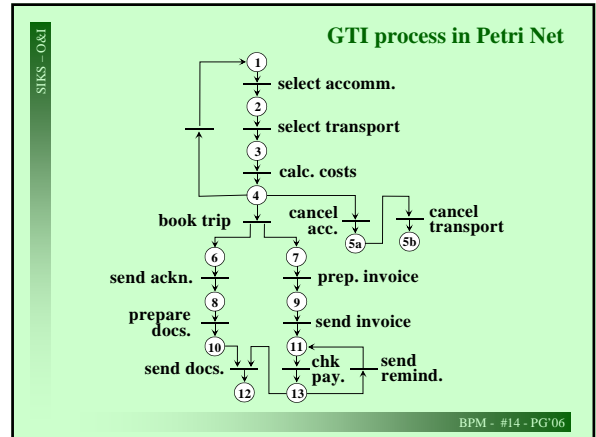 GTI process in Petri Net
SIKS – O&I
1
select accomm.
2
select transport
3
calc. costs
4
book trip
cancel
acc.
cancel
transport
5a
5b
6
7
send ackn.
prep. invoice
8
9
prepare
docs.
send invoice
10
11
send docs.
chk
pay.
send
remind.
12
13
BPM - #14 - PG'06